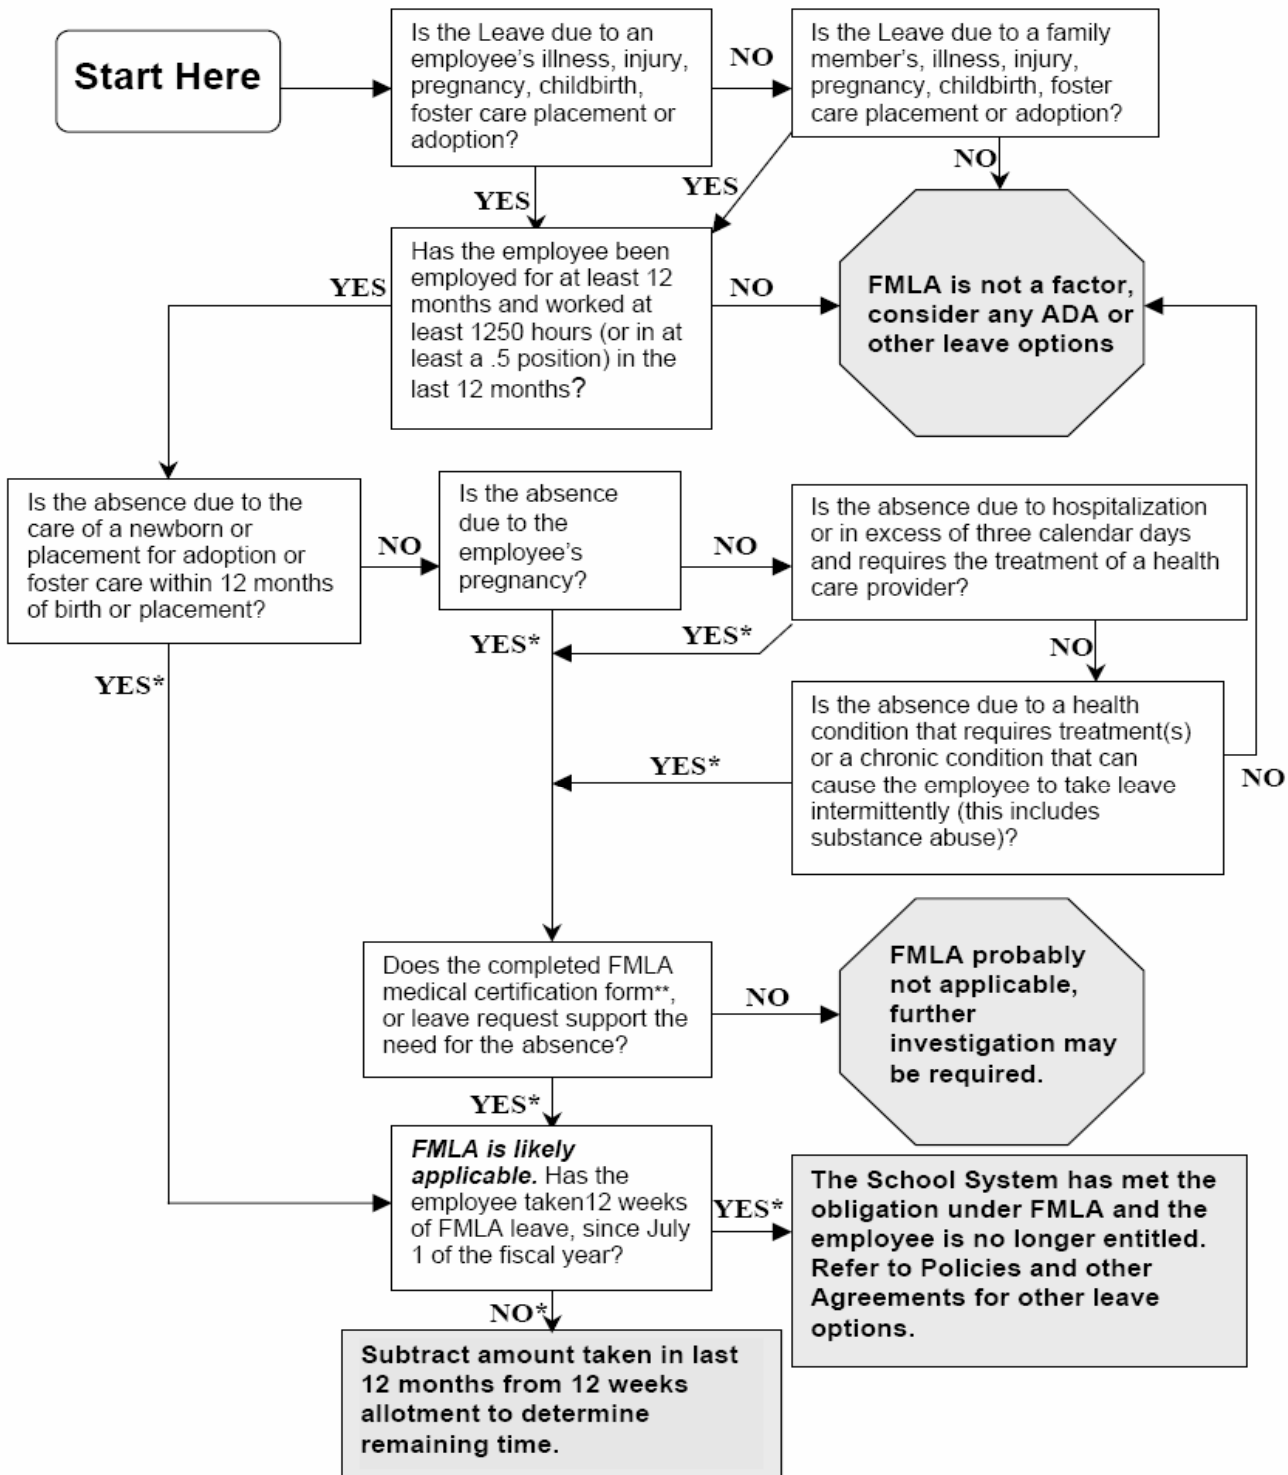 Start Here
Is the Leave due to an
employee's illness, injury,
pregnancy, childbirth,
foster care placement or
adoption?
NO
Is the Leave due to a family
member's, illness, injury,
pregnancy, childbirth, foster
care placement or adoption?
YES
YES
NO
Has the employee been
employed for at least 12
months and worked at
least 1250 hours (or in at
least a .5 position) in the
last 12 months?
YES
NO
FMLA is not a factor,
consider any ADA or
other leave options
Is the absence due to the
care of a newborn or
placement for adoption or
foster care within 12 months
of birth or placement?
NO
Is the absence
due to the
employee's
pregnancy?
NO
Is the absence due to hospitalization
or in excess of three calendar days
and requires the treatment of a health
care provider?
YES*
YES*
YES*
NO
Is the absence due to a health
condition that requires treatment(s)
or a chronic condition that can
cause the employee to take leave
intermittently (this includes
substance abuse)?
YES*
NO
Does the completed FMLA
medical certification form**,
or leave request support the
need for the absence?
NO
FMLA probably
not applicable,
further
investigation may
be required.
YES*
FMLA is likely
applicable. Has the
employee taken12 weeks
of FMLA leave, since July
1 of the fiscal year?
YES*
The School System has met the
obligation under FMLA and the
employee is no longer entitled.
Refer to Policies and other
Agreements for other leave
options.
NO*
Subtract amount taken in last
12 months from 12 weeks
allotment to determine
remaining time.